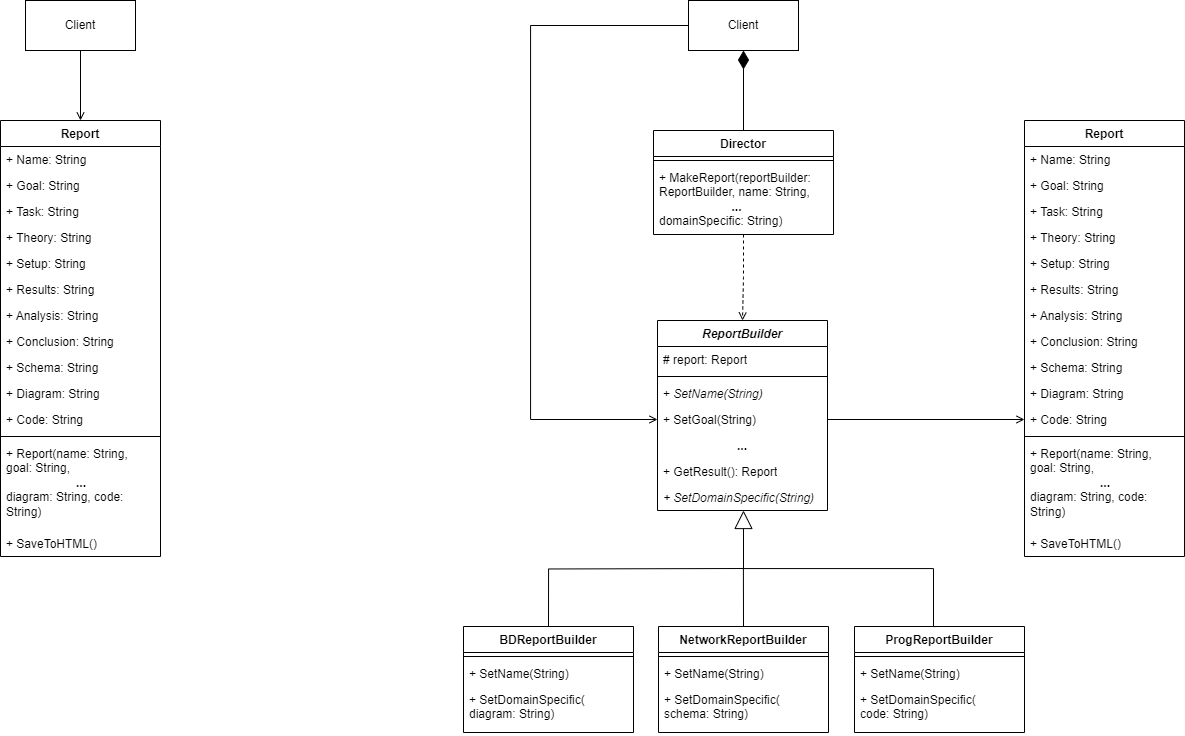 Client
Report
+ Name: String
+ Goal: String
+ Task: String
+ Theory: String
+ Setup: String
+ Results: String
+ Analysis: String
+ Conclusion: String
+ Schema: String
+ Diagram: String
+ Code: String
+ Report(name: String,
goal: String,
...
diagram: String, code:
String)
+ SaveToHTML()
Client
Director
+ MakeReport(reportBuilder:
ReportBuilder, name: String,
...
domainSpecific: String)
ReportBuilder
# report: Report
+ SetName(String)
+ SetGoal(String)
...
+ GetResult(): Report
+ SetDomainSpecific(String)
BDReportBuilder
+ SetName(String)
+ SetDomainSpecific(
diagram: String)
NetworkReportBuilder
+ SetName(String)
+ SetDomainSpecific(
schema: String)
ProgReportBuilder
+ SetName(String)
+ SetDomainSpecific(
code: String)
Report
+ Name: String
+ Goal: String
+ Task: String
+ Theory: String
+ Setup: String
+ Results: String
+ Analysis: String
+ Conclusion: String
+ Schema: String
+ Diagram: String
+ Code: String
+ Report(name: String,
goal: String,
...
diagram: String, code:
String)
+ SaveToHTML()